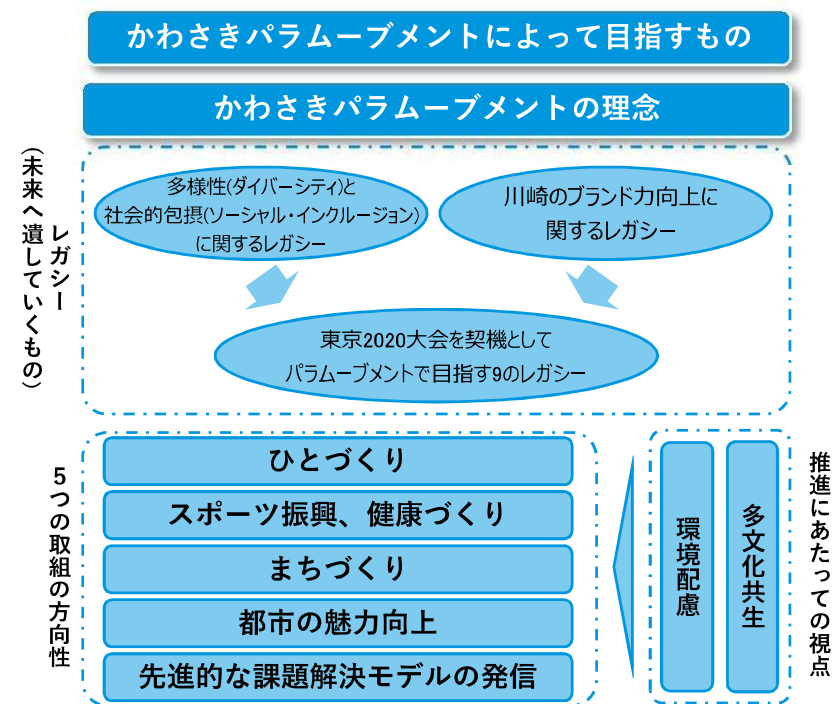 かわさきパラムーブメントによって目指すもの
かわさきパラムーブメントの理念
レガシー
(未来へ遺していくもの)
多様性(ダイバーシティ)と
社会的包摂(ソーシャル・インクルージョン)
に関するレガシー
川崎のブランド力向上に
関するレガシー
東京2020大会を契機として
パラムーブメントで目指す9のレガシー
5つの取組の方向性
ひとづくり
スポーツ振興、健康づくり
まちづくり
都市の魅力向上
先進的な課題解決モデルの発信
推進にあたっての視点
多文化共生
環境配慮